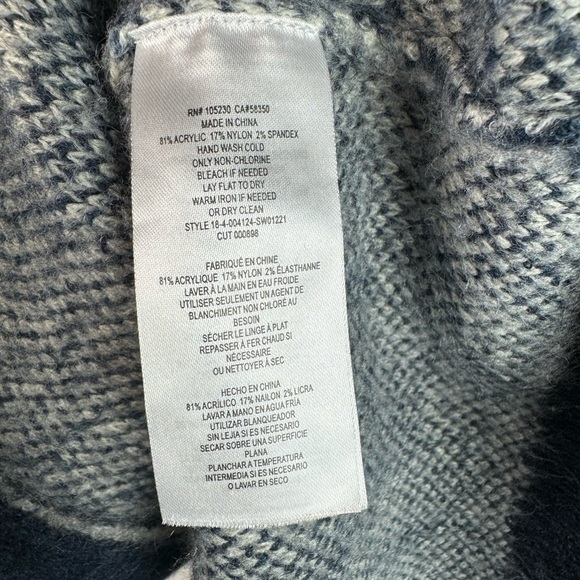 RN# 105230 CA#58350
MADE IN CHINA
81% ACRYLIC 17% NYLON 2% SPANDEX
HAND WASH COLD
ONLY NON-CHLORINE
BLEACH IF NEEDED
LAY FLAT TO DRY
WARM IRON IF NEEDED
OR DRY CLEAN
STYLE 18-4-004124-SW01221
CUT 000898
FABRIQUÉ EN CHINE
81% ACRYLIQUE 17% NYLON 2% ÉLASTHANNE
LAVER À LA MAIN EN EAU FROIDE
UTILISER SEULEMENT UN AGENT DE
BLANCHIMENT NON CHLORÉ AU
BESOIN
SÉCHER LE LINGE À PLAT
REPASSER À FER CHAUD SI
NÉCESSAIRE
OU NETTOYER À SEC
HECHO EN CHINA
81% ACRÍLICO 17% NAILON 2% LICRA
LAVAR A MANO EN AGUA FRÍA
UTILIZAR BLANQUEADOR
SIN LEJIA SI ES NECESARIO
SECAR SOBRE UNA SUPERFICIE
PLANA
PLANCHAR A TEMPERATURA
INTERMEDIA SI ES NECESARIO
O LAVAR EN SECO